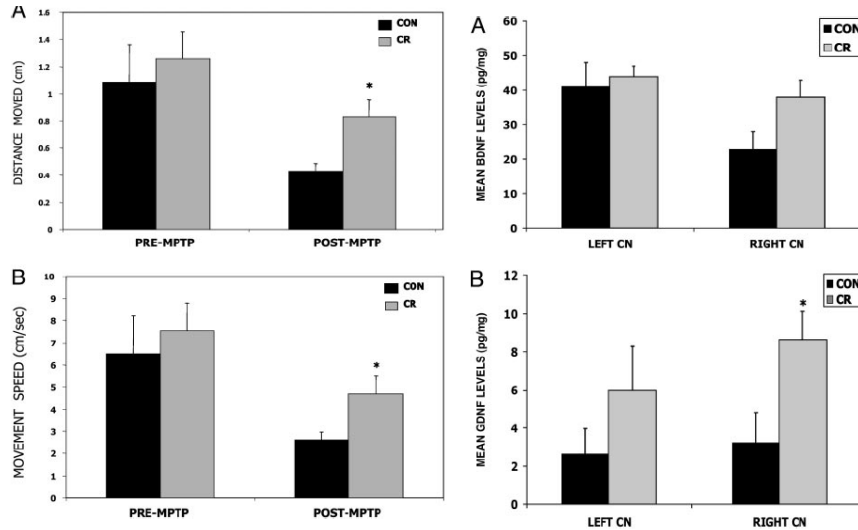 A
CON
CR
1.6
1.4
1.2
1
0.8
0.6
0.4
0.2
0
DISTANCE MOVED (cm)
*
PRE-MPTP
POST-MPTP
A
CON
CR
60
50
40
30
20
10
0
MEAN BDNF LEVELS (pg/mg)
LEFT CN
RIGHT CN
B
CON
CR
10
9
8
7
6
5
4
3
2
1
0
MOVEMENT SPEED (cm/sec)
*
PRE-MPTP
POST-MPTP
B
CON
CR
12
10
8
6
4
2
0
MEAN GDNF LEVELS (pg/mg)
*
LEFT CN
RIGHT CN